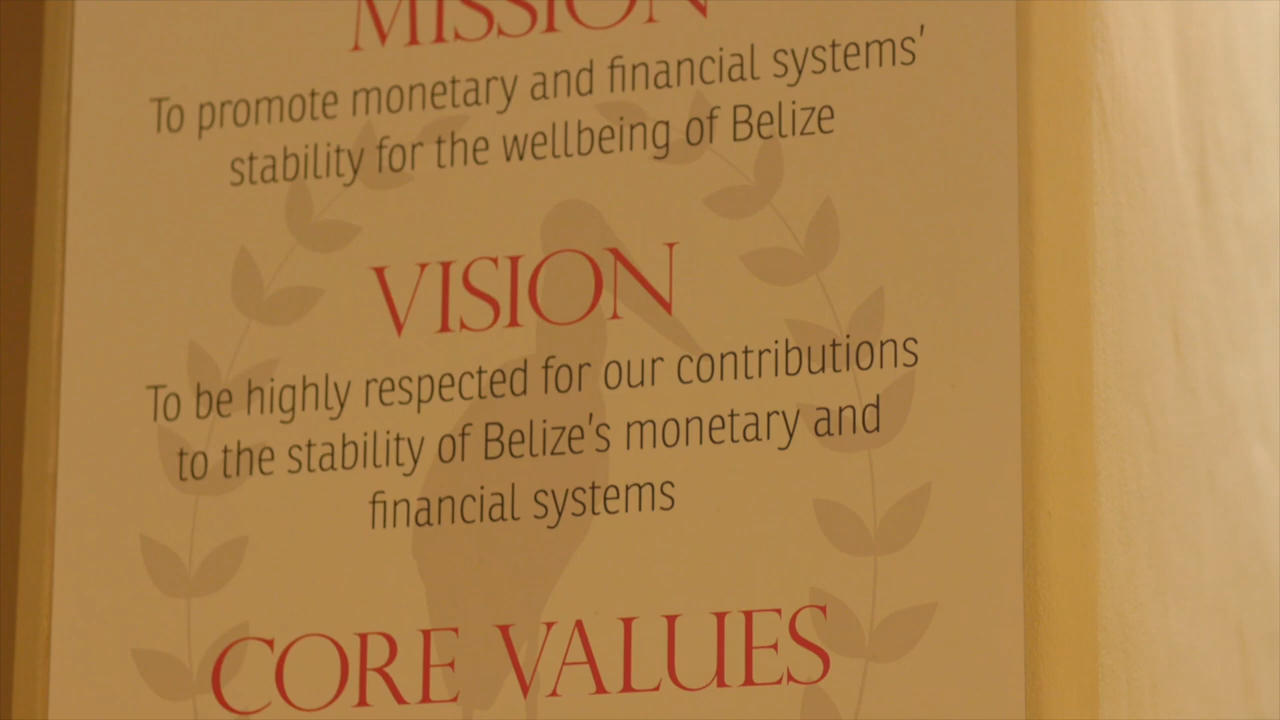 MISSION
To promote monetary and financial systems'
stability for the wellbeing of Belize
VISION
To be highly respected for our contributions
to the stability of Belize's monetary and
financial systems
CORE VALUES